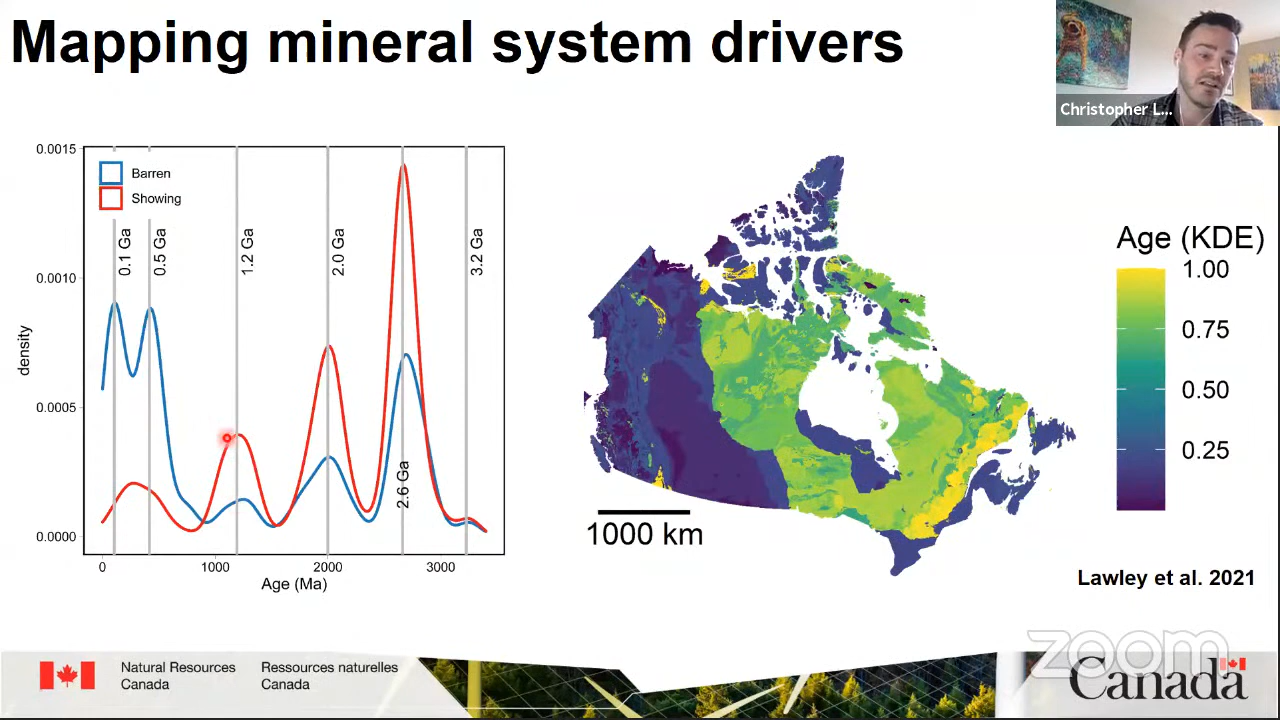 Mapping mineral system drivers
Christopher L...
0.0015
0.0010
0.0005
0.0000
density
Barren
Showing
0.1 Ga
0.5 Ga
1.2 Ga
2.0 Ga
2.6 Ga
3.2 Ga
0
1000
2000
3000
Age (Ma)
1000 km
Age (KDE)
1.00
0.75
0.50
0.25
Lawley et al. 2021
Natural Resources
Canada
Ressources naturelles
Canada
zoom
Canada